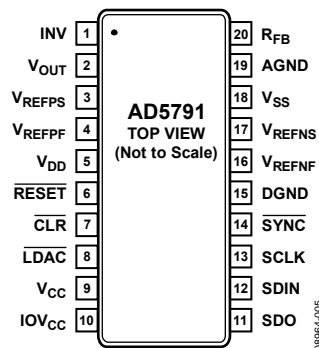 INV 1
VOUT 2
VREFPS 3
VREFPF 4
VDD 5
RESET 6
CLR 7
LDAC 8
VCC 9
IOVCC 10
AD5791
TOP VIEW
(Not to Scale)
20 RFB
19 AGND
18 VSS
17 VREFNS
16 VREFNF
15 DGND
14 SYNC
13 SCLK
12 SDIN
11 SDO
08964-005